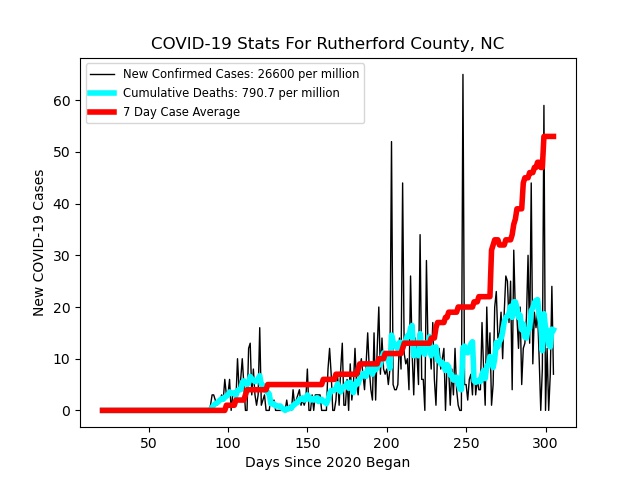 COVID-19 Stats For Rutherford County, NC
New Confirmed Cases: 26600 per million
Cumulative Deaths: 790.7 per million
7 Day Case Average
New COVID-19 Cases
60
50
40
30
20
10
0
50 100 150 200 250 300
Days Since 2020 Began